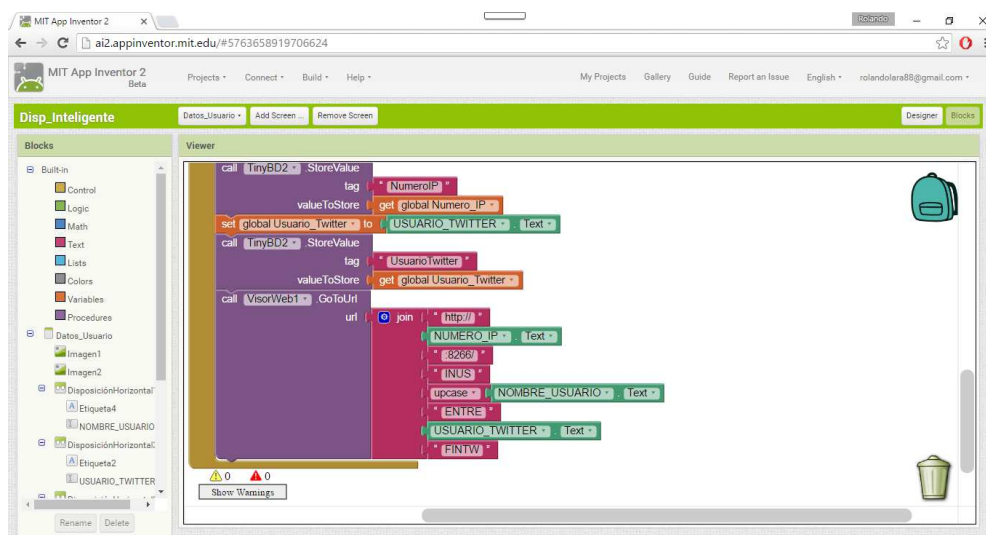 MIT App Inventor 2
Rolando
ai2.appinventor.mit.edu/#5763658919706624
MIT App Inventor 2
Beta
Projects Connect Build Help My Projects Gallery Guide Report an Issue English rolandolara88@gmail.com
Disp_Inteligente Datos_Usuario Add Screen ... Remove Screen Designer Blocks
Blocks Viewer
Built-in
Control
Logic
Math
Text
Lists
Colors
Variables
Procedures
Datos_Usuario
Imagen1
Imagen2
DisposiciónHorizontal
Etiqueta4
NOMBRE_USUARIO
DisposiciónHorizontal
Etiqueta2
USUARIO_TWITTER
Rename Delete
call TinyBD2 .StoreValue
tag " NumeroIP "
valueToStore get global Numero_IP
set global Usuario_Twitter to USUARIO_TWITTER . Text
call TinyBD2 .StoreValue
tag " UsuarioTwitter "
valueToStore get global Usuario_Twitter
call VisorWeb1 .GoToUrl
url join " http:// "
NUMERO_IP . Text
" :8266/ "
" INUS "
upcase NOMBRE_USUARIO . Text
" ENTRE "
USUARIO_TWITTER . Text
" FINTW "
0 0
Show Warnings